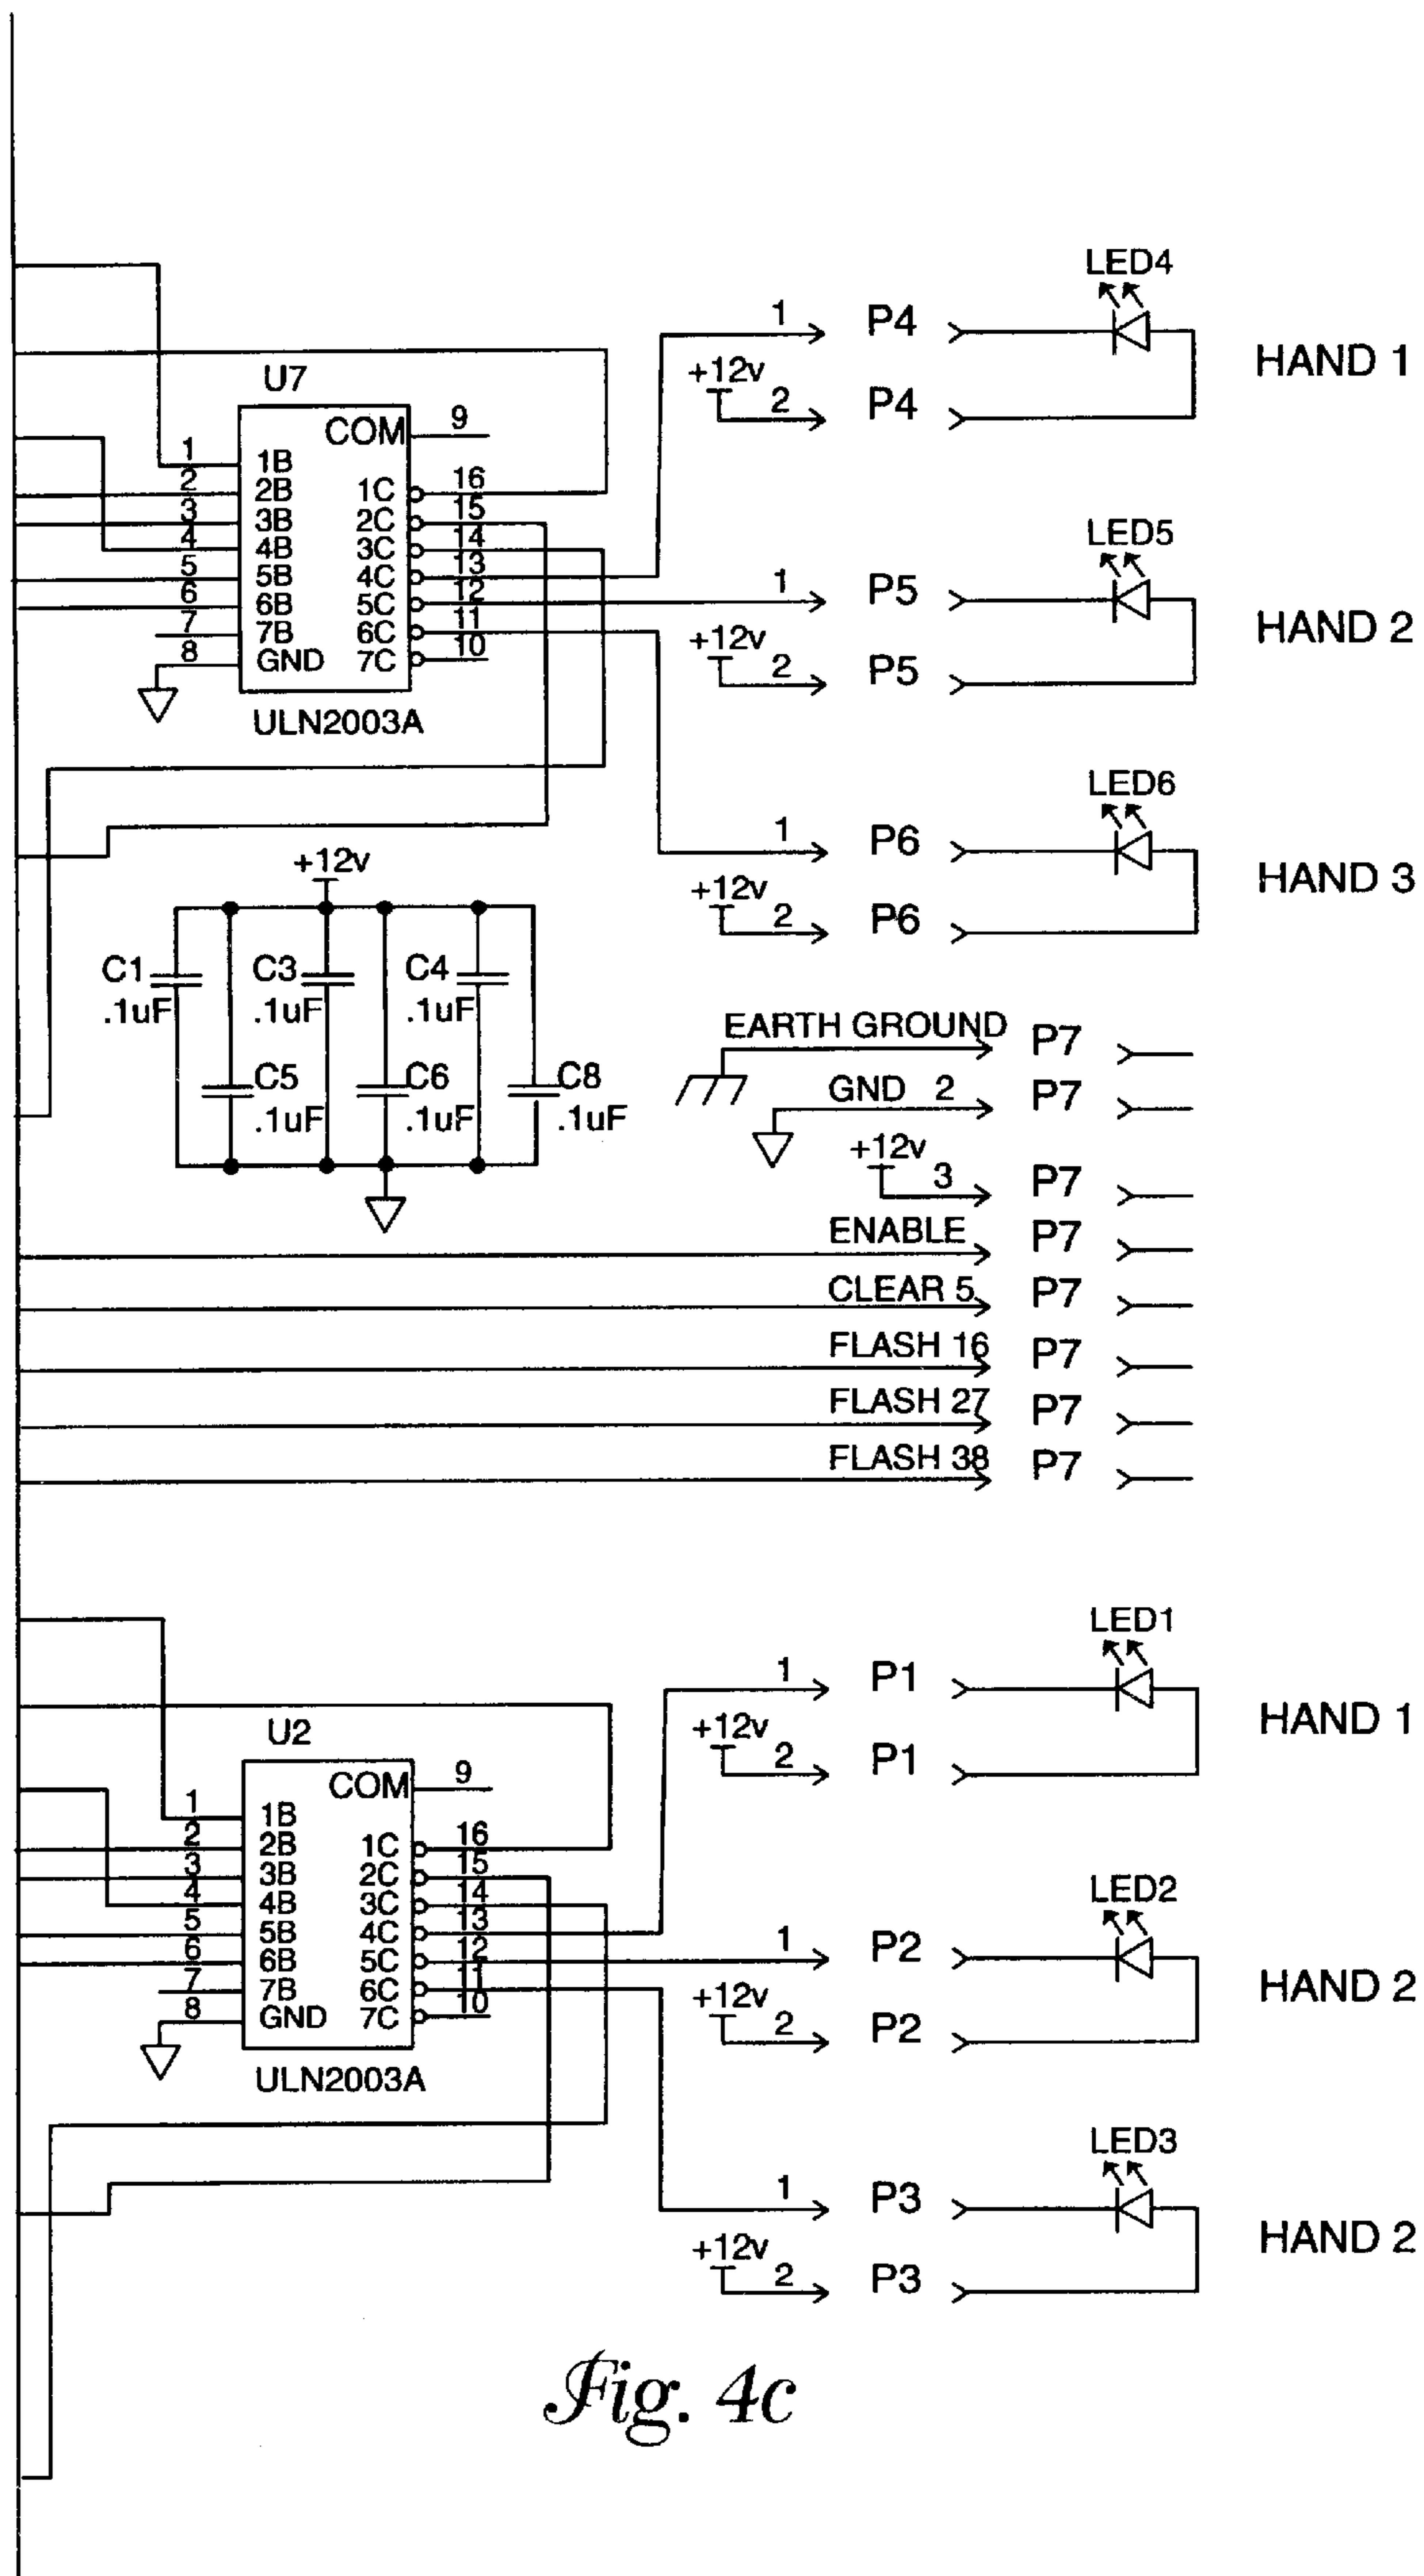 LED4
1 P4
HAND 1
+12v
2 P4
U7
COM 9
1 1B
2 2B 1C 16
3 3B 2C 15
4 4B 3C 14
5 5B 4C 13
6 6B 5C 12
7 7B 6C 11
8 GND 7C 10
ULN2003A
LED5
1 P5
HAND 2
+12v
2 P5
LED6
1 P6
HAND 3
+12v
2 P6
+12v
C1 C3 C4
.1uF .1uF .1uF
C5 C6 C8
.1uF .1uF .1uF
EARTH GROUND P7
GND 2 P7
+12v
3 P7
ENABLE P7
CLEAR 5 P7
FLASH 16 P7
FLASH 27 P7
FLASH 38 P7
LED1
1 P1
HAND 1
+12v
2 P1
U2
COM 9
1 1B
2 2B 1C 16
3 3B 2C 15
4 4B 3C 14
5 5B 4C 13
6 6B 5C 12
7 7B 6C 11
8 GND 7C 10
ULN2003A
LED2
1 P2
HAND 2
+12v
2 P2
LED3
1 P3
HAND 2
+12v
2 P3
Fig. 4c